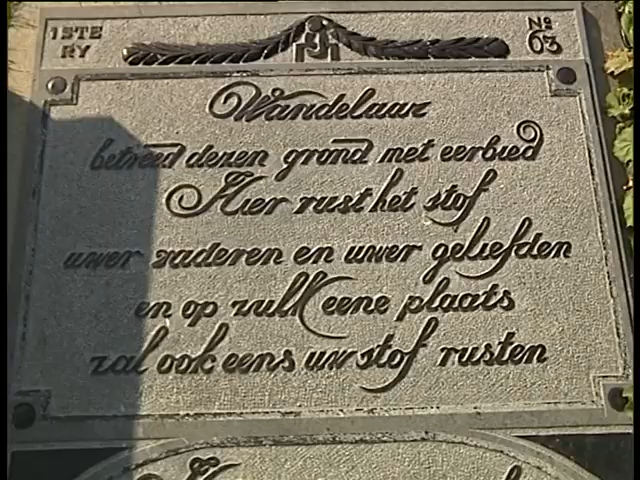 1STE
RY
No
63
Wandelaar
betreed dezen grond met eerbied
Hier rust het stof
uwer vaderen en uwer geliefden
en op zulk eene plaats
zal ook eens uw stof rusten